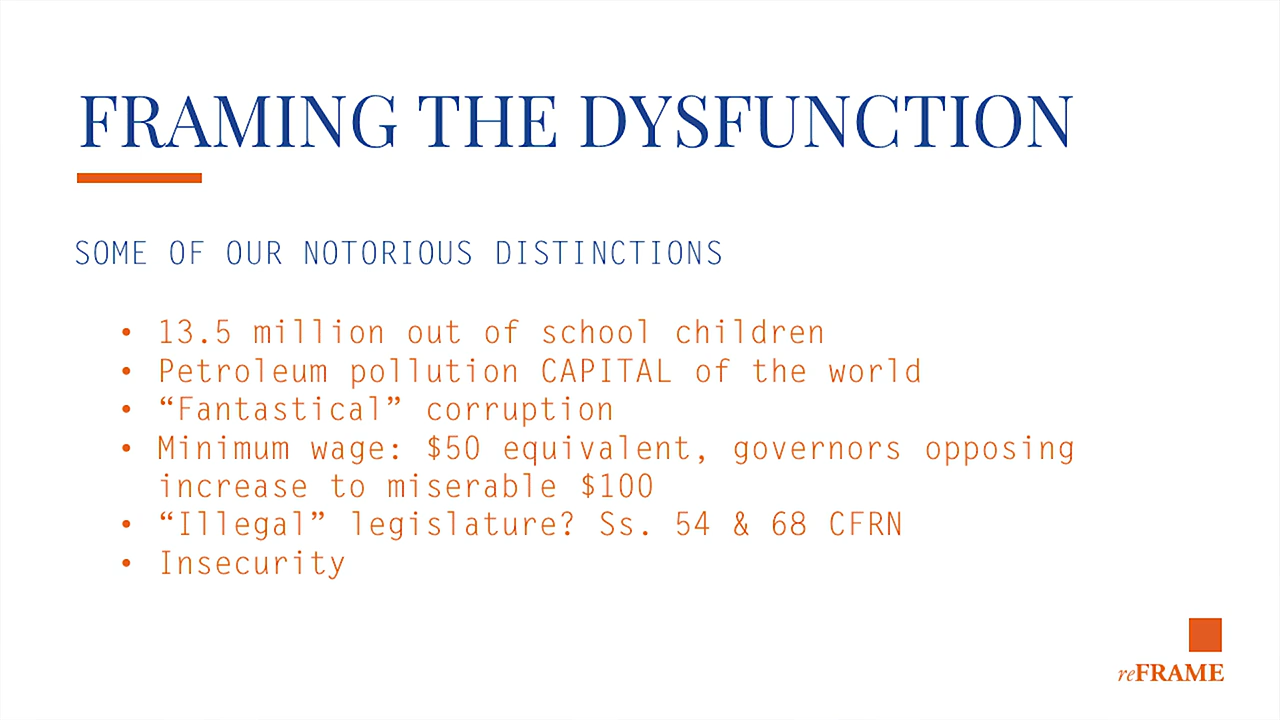 FRAMING THE DYSFUNCTION
SOME OF OUR NOTORIOUS DISTINCTIONS
• 13.5 million out of school children
• Petroleum pollution CAPITAL of the world
• “Fantastical” corruption
• Minimum wage: $50 equivalent, governors opposing
increase to miserable $100
• “Illegal” legislature? Ss. 54 & 68 CFRN
• Insecurity
reFRAME